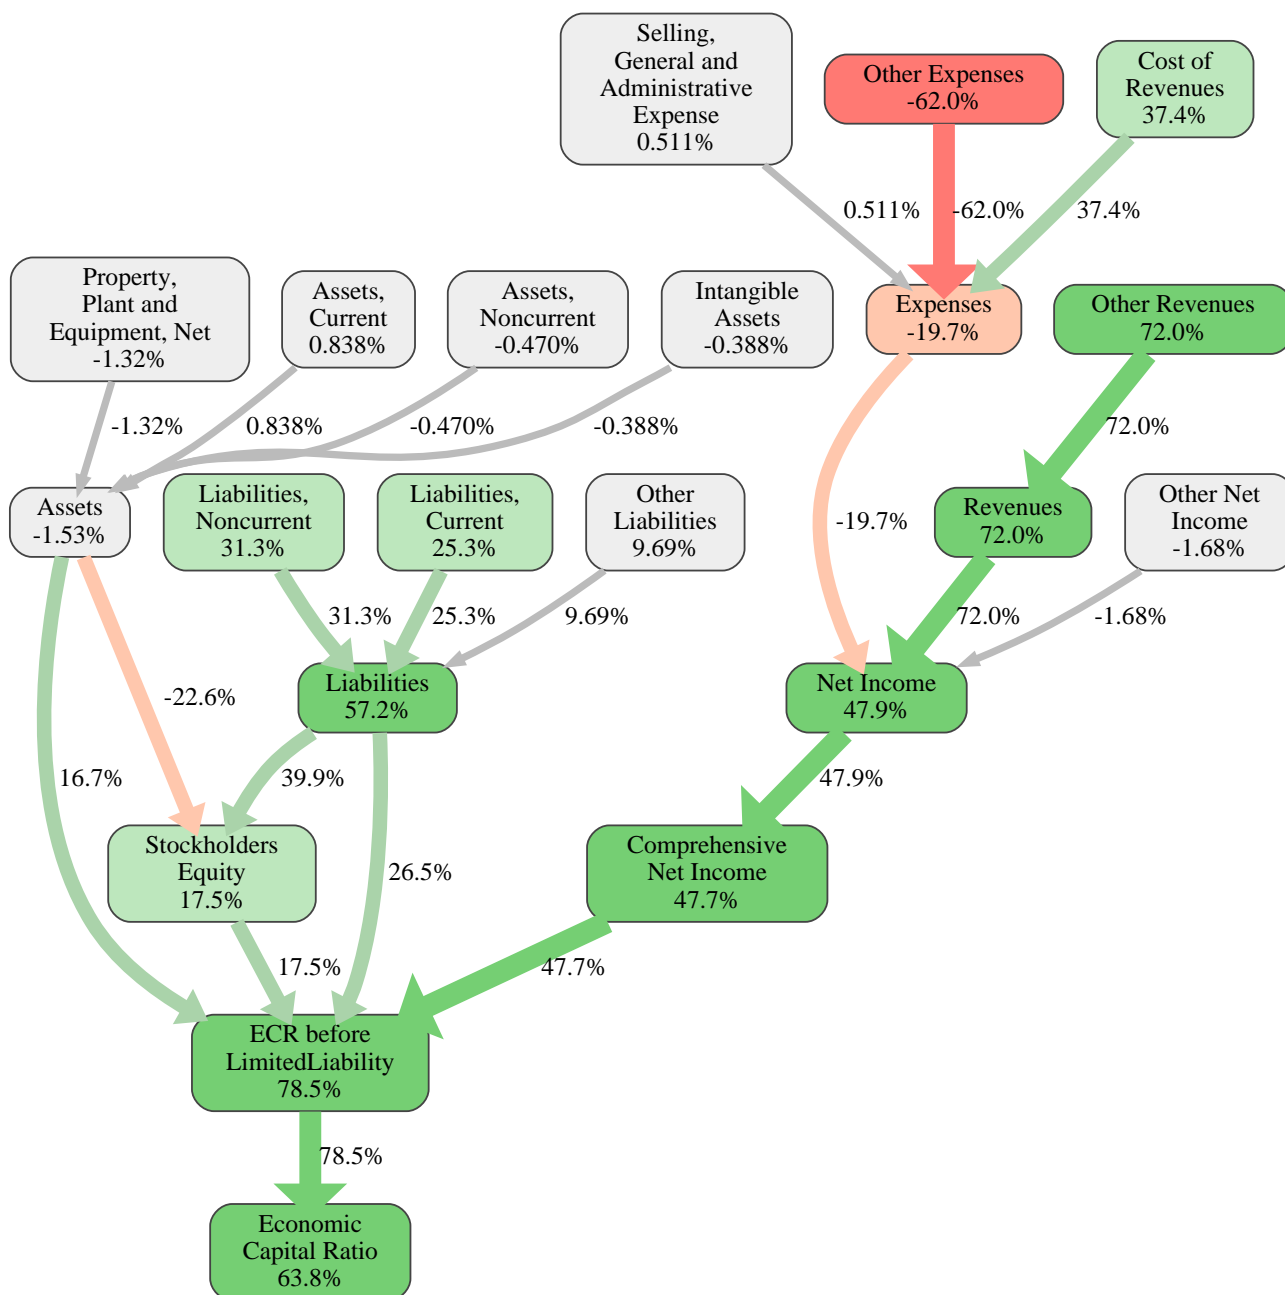 Selling,
General and
Administrative
Expense
0.511%
Other Expenses
-62.0%
Cost of
Revenues
37.4%
0.511%
-62.0%
37.4%
Property,
Plant and
Equipment, Net
-1.32%
Assets,
Current
0.838%
Assets,
Noncurrent
-0.470%
Intangible
Assets
-0.388%
Expenses
-19.7%
Other Revenues
72.0%
-1.32%
0.838%
-0.470%
-0.388%
72.0%
Assets
-1.53%
Liabilities,
Noncurrent
31.3%
Liabilities,
Current
25.3%
Other
Liabilities
9.69%
-19.7%
Revenues
72.0%
Other Net
Income
-1.68%
31.3%
25.3%
9.69%
72.0%
-1.68%
-22.6%
Liabilities
57.2%
Net Income
47.9%
16.7%
39.9%
47.9%
Stockholders
Equity
17.5%
26.5%
Comprehensive
Net Income
47.7%
17.5%
47.7%
ECR before
LimitedLiability
78.5%
78.5%
Economic
Capital Ratio
63.8%